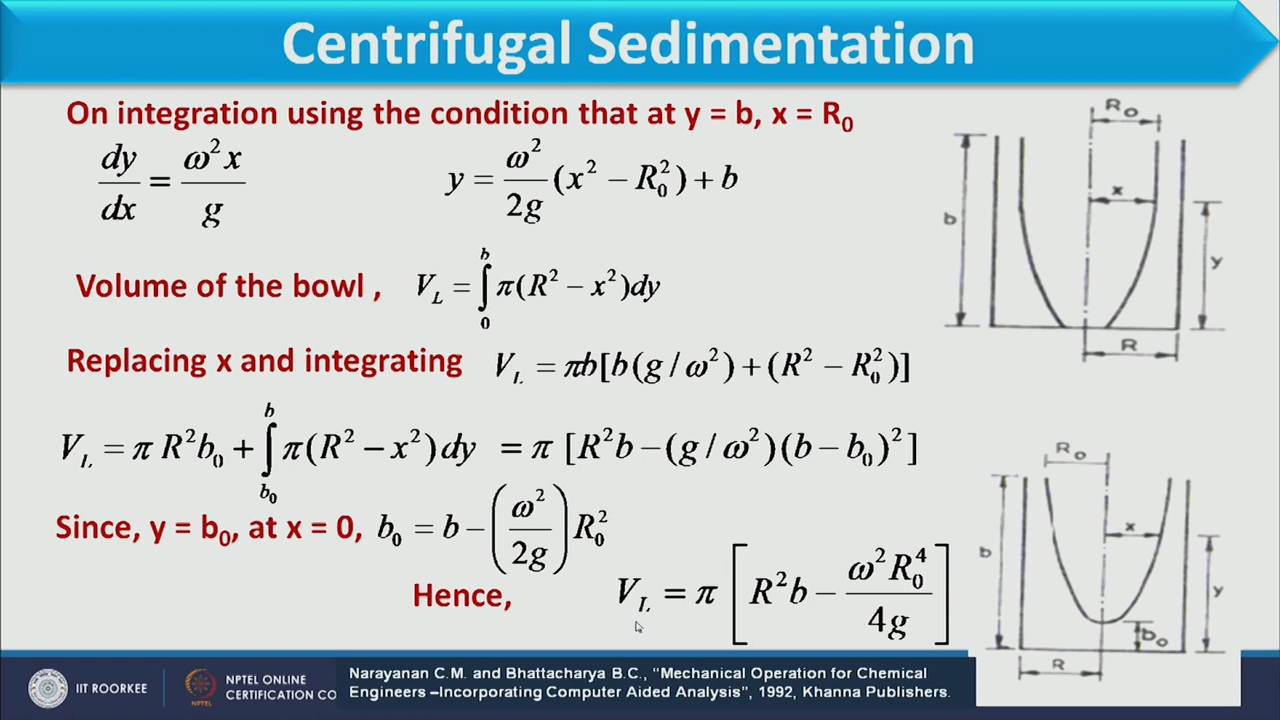 Centrifugal Sedimentation
On integration using the condition that at y = b, x = R₀
dy/dx = ω²x/g
y = ω²/2g (x² − R₀²) + b
Volume of the bowl , V_L = ∫₀ᵇ π(R² − x²)dy
Replacing x and integrating V_L = πb[b(g/ω²) + (R² − R₀²)]
V_L = π R²b₀ + ∫_{b₀}^{b} π(R² − x²)dy = π [R²b − (g/ω²)(b − b₀)²]
Since, y = b₀, at x = 0, b₀ = b − (ω²/2g) R₀²
Hence, V_L = π [R²b − ω²R₀⁴/4g]
R₀
x
b
y
R
R₀
x
b
y
b₀
R
IIT ROORKEE
NPTEL
NPTEL ONLINE
CERTIFICATION CO
Narayanan C.M. and Bhattacharya B.C., "Mechanical Operation for Chemical
Engineers –Incorporating Computer Aided Analysis", 1992, Khanna Publishers.